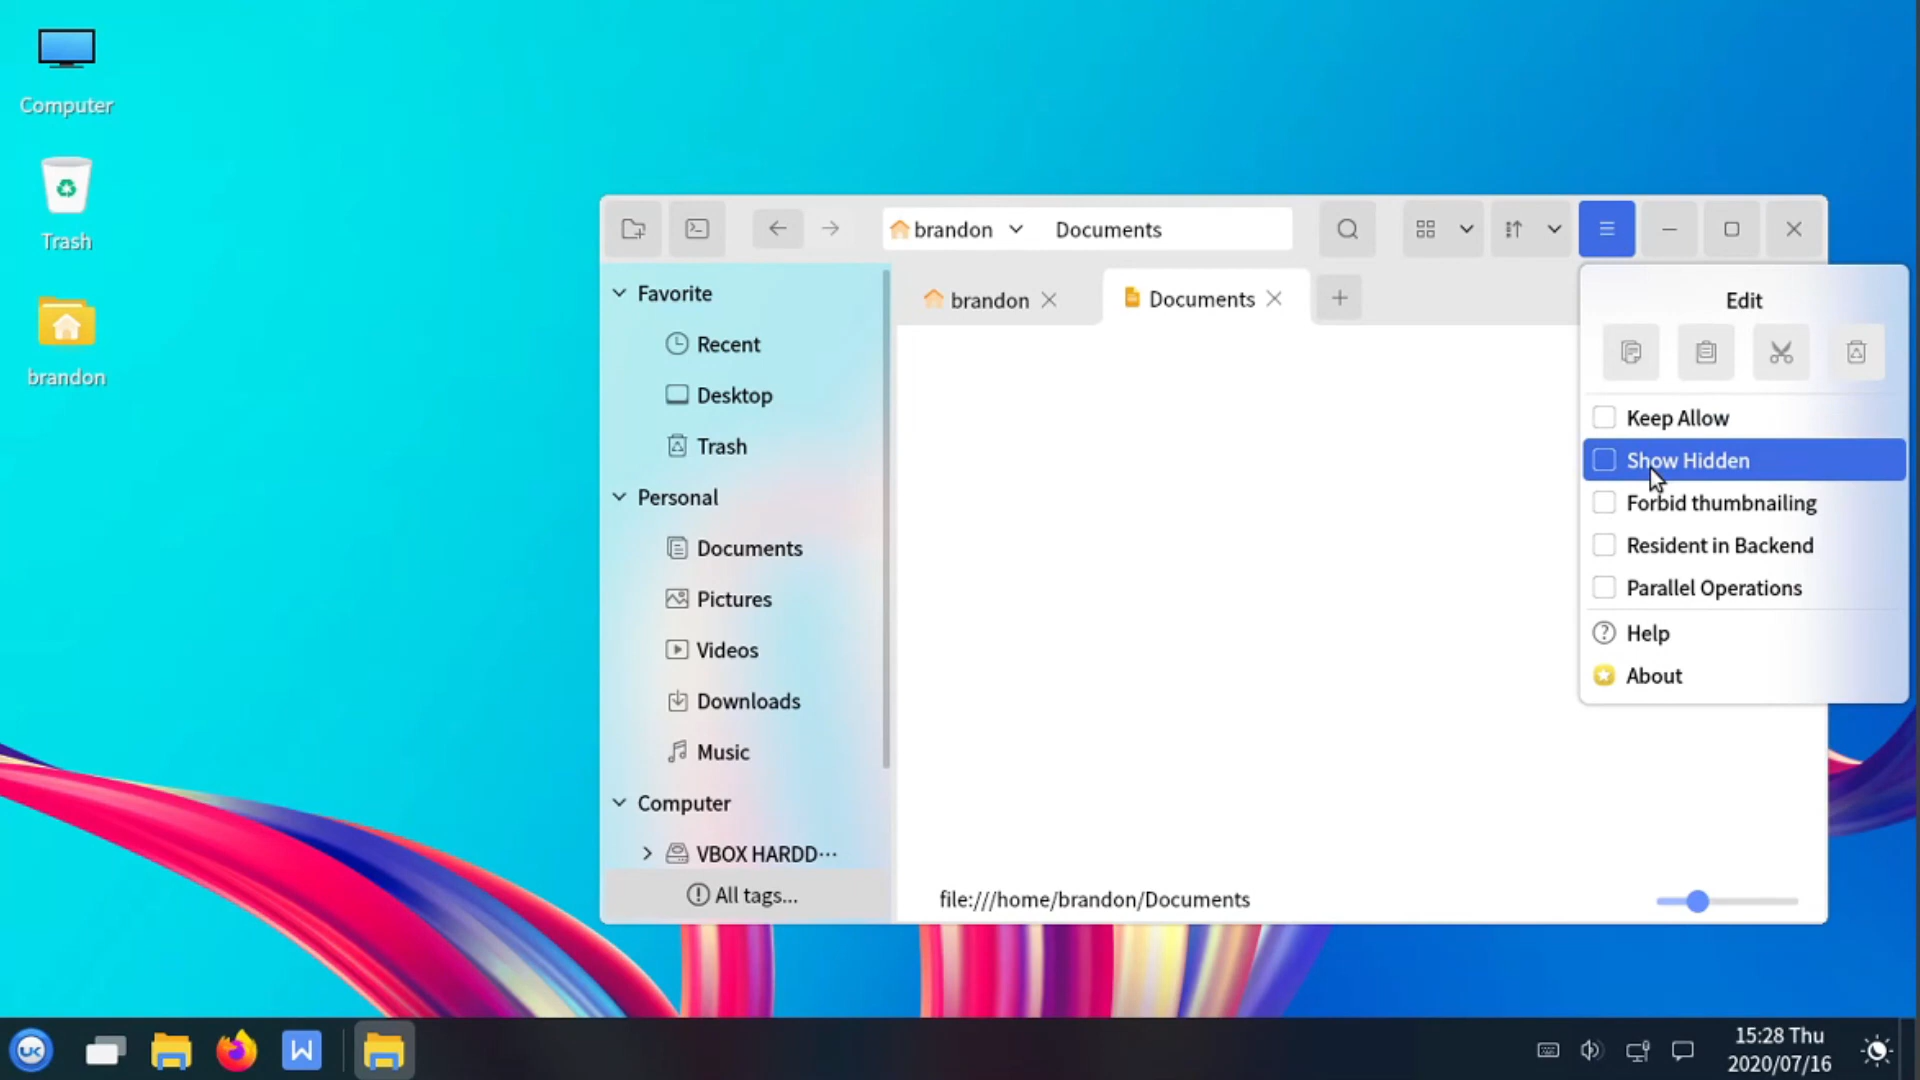 Computer
Trash
brandon
brandon Documents
brandon
Documents
Favorite
Recent
Desktop
Trash
Personal
Documents
Pictures
Videos
Downloads
Music
Computer
VBOX HARDD···
All tags...
file:///home/brandon/Documents
Edit
Keep Allow
Show Hidden
Forbid thumbnailing
Resident in Backend
Parallel Operations
Help
About
UK
W
15:28 Thu
2020/07/16